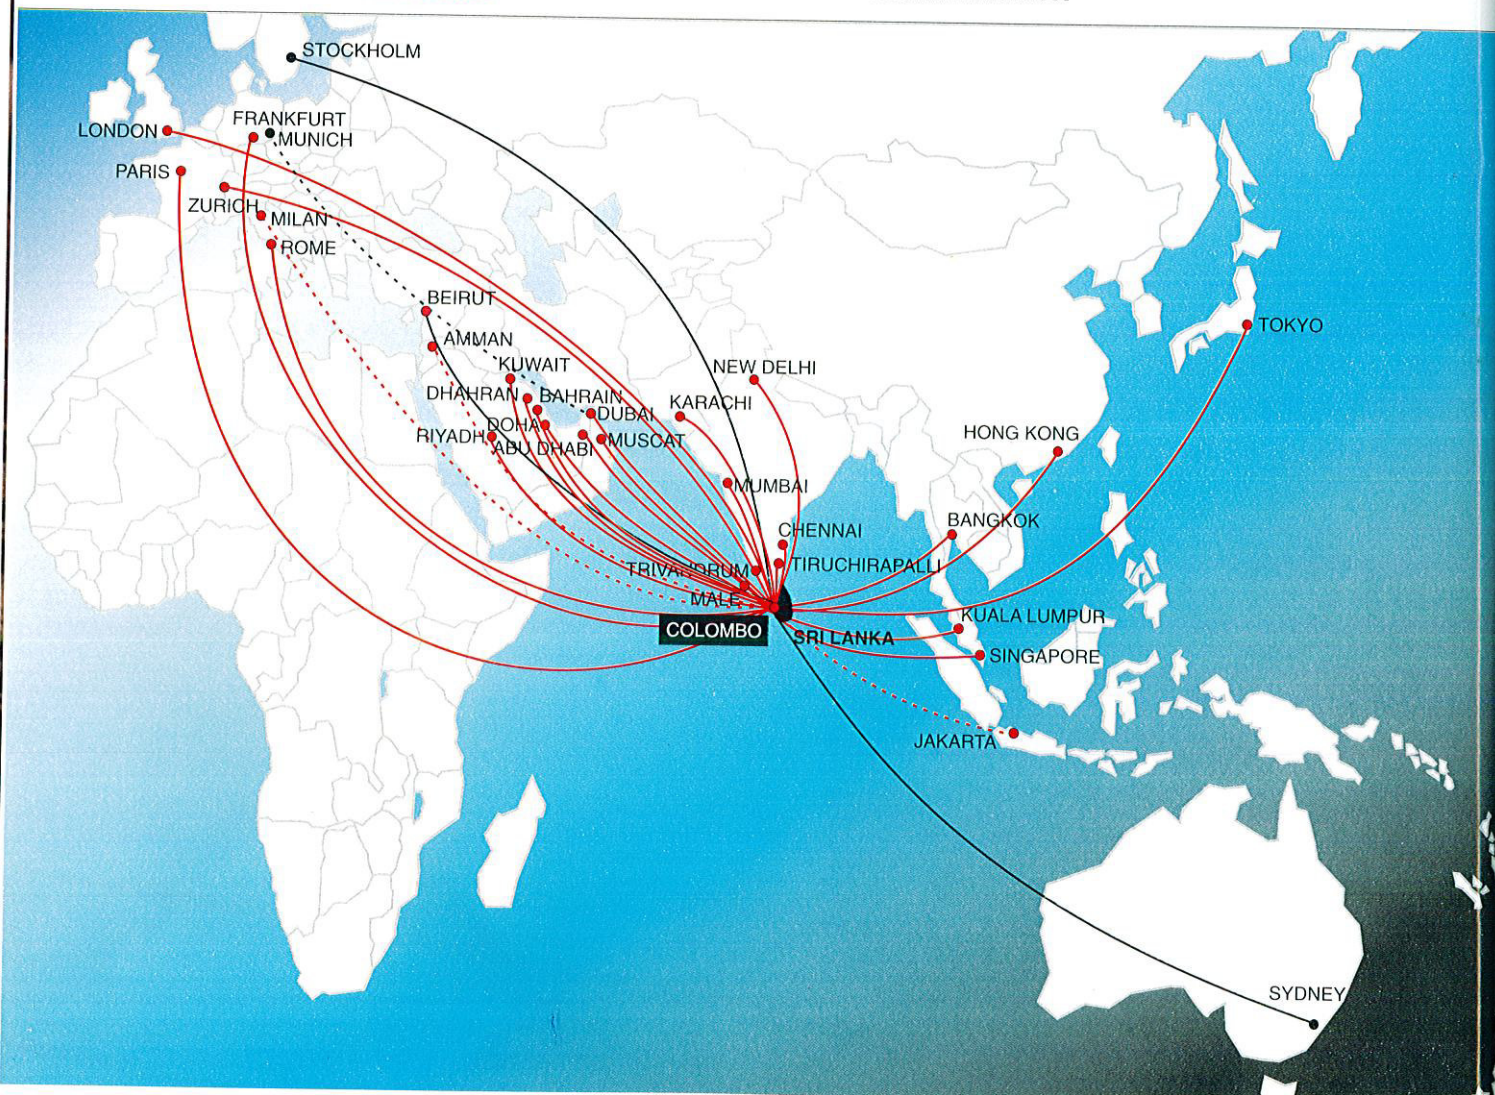 STOCKHOLM
FRANKFURT
LONDON
MUNICH
PARIS
ZURICH
MILAN
ROME
BEIRUT
TOKYO
AMMAN
KUWAIT
NEW DELHI
DHAHRAN
BAHRAIN
KARACHI
DUBAI
DOHA
RIYADH
HONG KONG
MUSCAT
ABU DHABI
MUMBAI
BANGKOK
CHENNAI
TIRUCHIRAPALLI
TRIVANDRUM
MALE
KUALA LUMPUR
COLOMBO
SRI LANKA
SINGAPORE
JAKARTA
SYDNEY